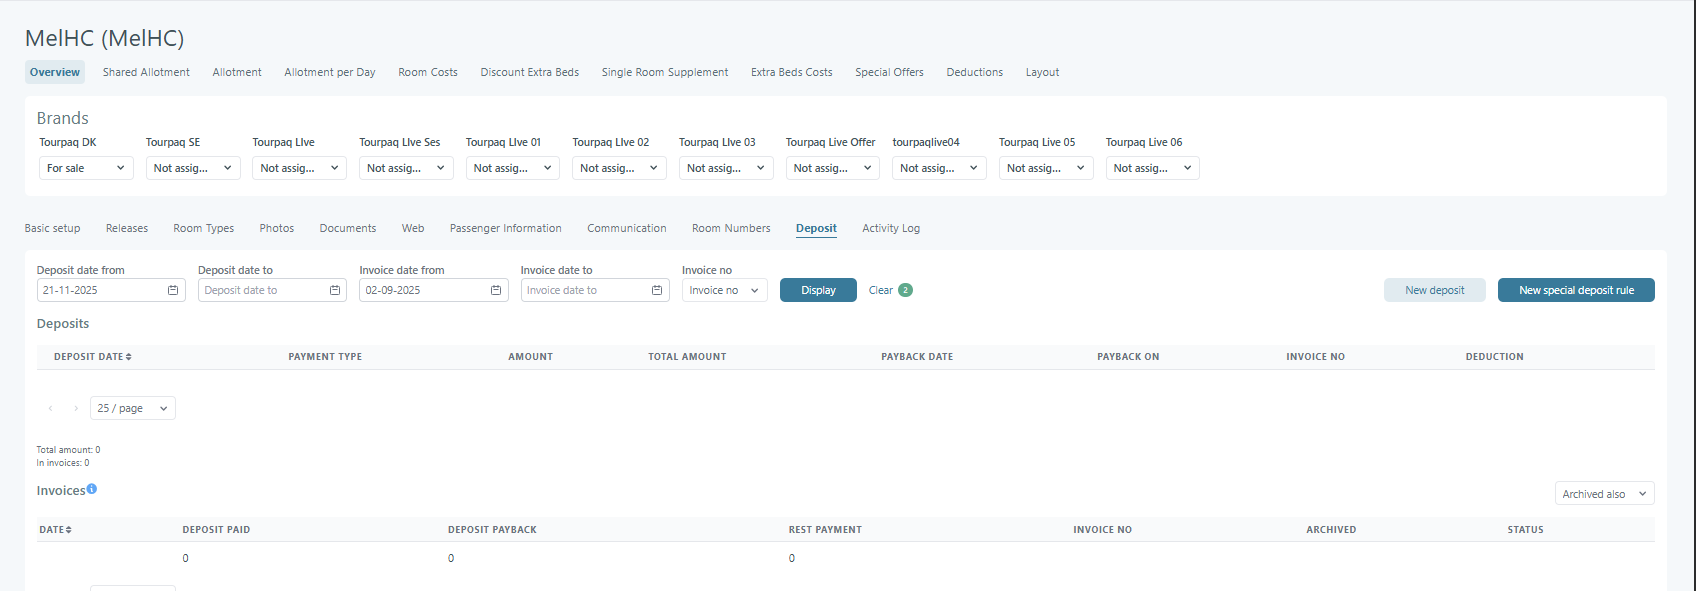 MelHC (MelHC)
Overview Shared Allotment Allotment Allotment per Day Room Costs Discount Extra Beds Single Room Supplement Extra Beds Costs Special Offers Deductions Layout
Brands
Tourpaq DK Tourpaq SE Tourpaq LIve Tourpaq LIve Ses Tourpaq LIve 01 Tourpaq LIve 02 Tourpaq LIve 03 Tourpaq Live Offer tourpaqlive04 Tourpaq Live 05 Tourpaq Live 06
For sale Not assig... Not assig... Not assig... Not assig... Not assig... Not assig... Not assig... Not assig... Not assig... Not assig...
Basic setup Releases Room Types Photos Documents Web Passenger Information Communication Room Numbers Deposit Activity Log
Deposit date from Deposit date to Invoice date from Invoice date to Invoice no
21-11-2025 Deposit date to 02-09-2025 Invoice date to Invoice no Display Clear 2 New deposit New special deposit rule
Deposits
DEPOSIT DATE PAYMENT TYPE AMOUNT TOTAL AMOUNT PAYBACK DATE PAYBACK ON INVOICE NO DEDUCTION
25 / page
Total amount: 0
In invoices: 0
Invoices
Archived also
DATE DEPOSIT PAID DEPOSIT PAYBACK REST PAYMENT INVOICE NO ARCHIVED STATUS
0 0 0